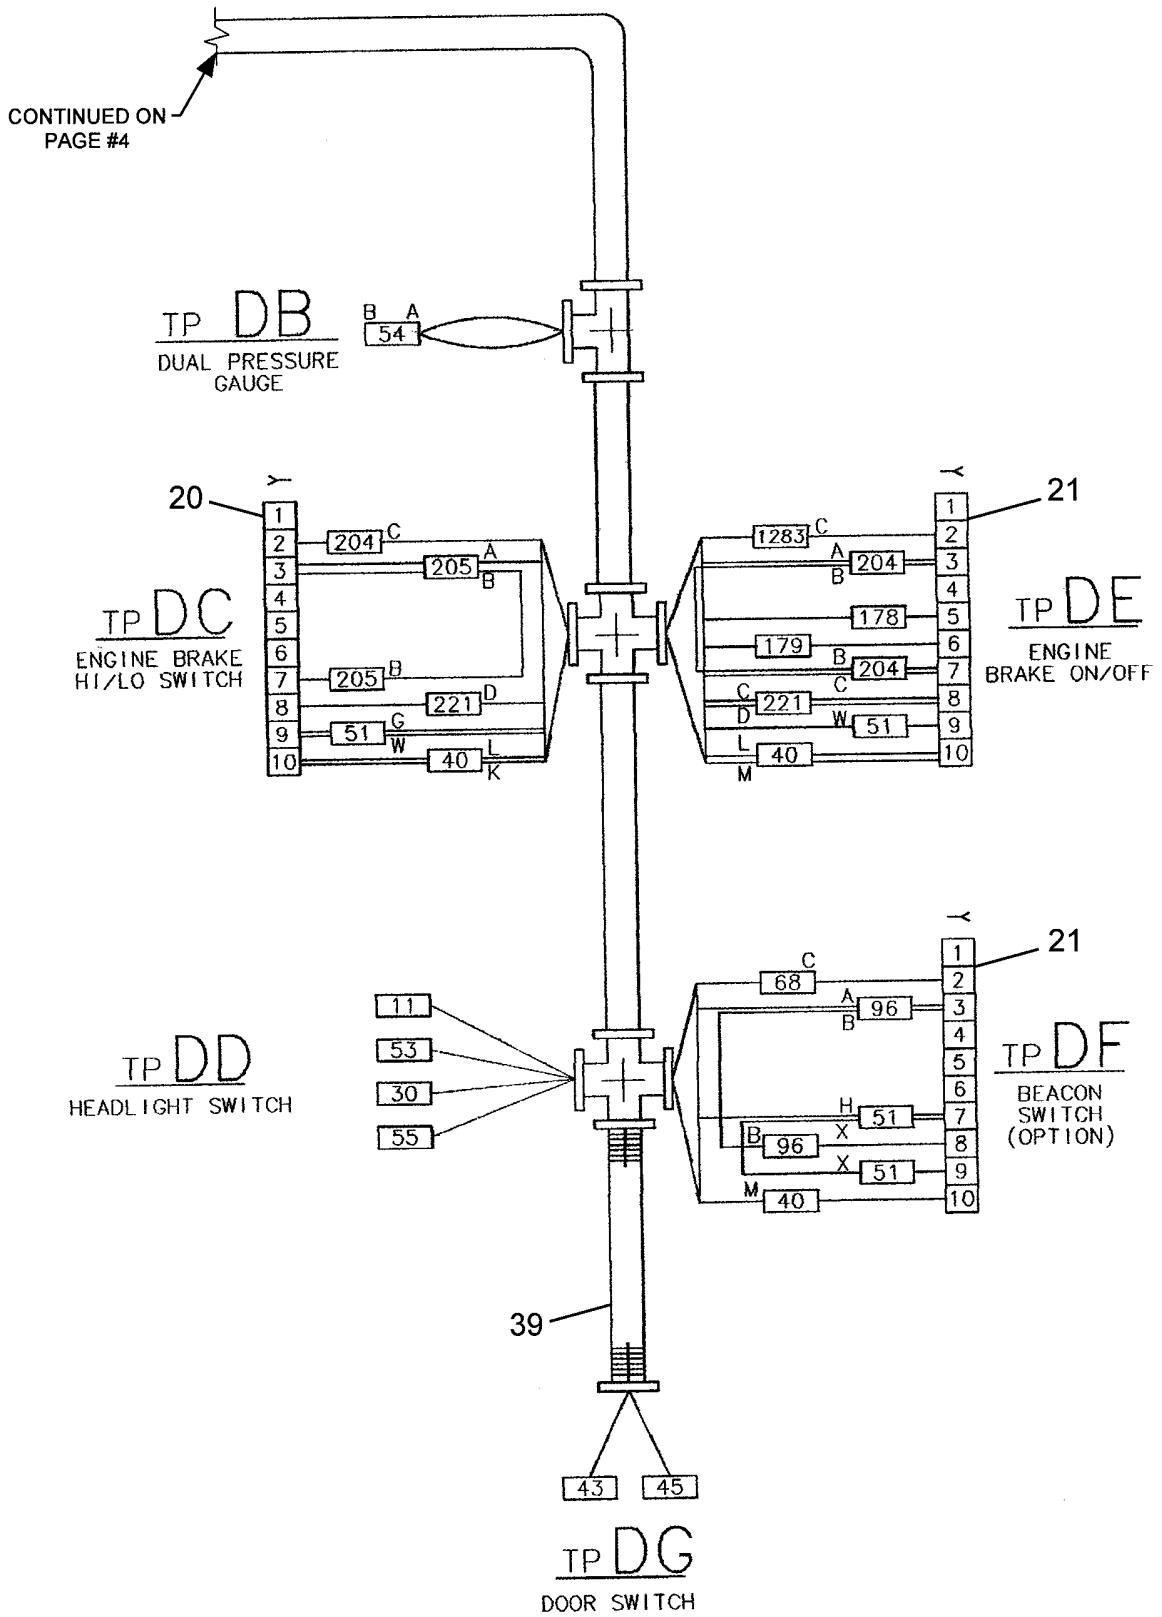 CONTINUED ON
PAGE #4
TP DB
DUAL PRESSURE
GAUGE
B A
54
20
Y
1
2
3
4
5
6
7
8
9
10
204 C
205 A
B
205 B
221 D
51 G
W
40 L
K
TP DC
ENGINE BRAKE
HI/LO SWITCH
21
Y
1
2
3
4
5
6
7
8
9
10
1283 C
A
B 204
178
179
B 204
C 221 C
D
W 51
L 40
M
TP DE
ENGINE
BRAKE ON/OFF
TP DD
HEADLIGHT SWITCH
11
53
30
55
21
Y
1
2
3
4
5
6
7
8
9
10
C
68
A
B 96
H 51
B 96 X
X 51
M 40
TP DF
BEACON
SWITCH
(OPTION)
39
43 45
TP DG
DOOR SWITCH